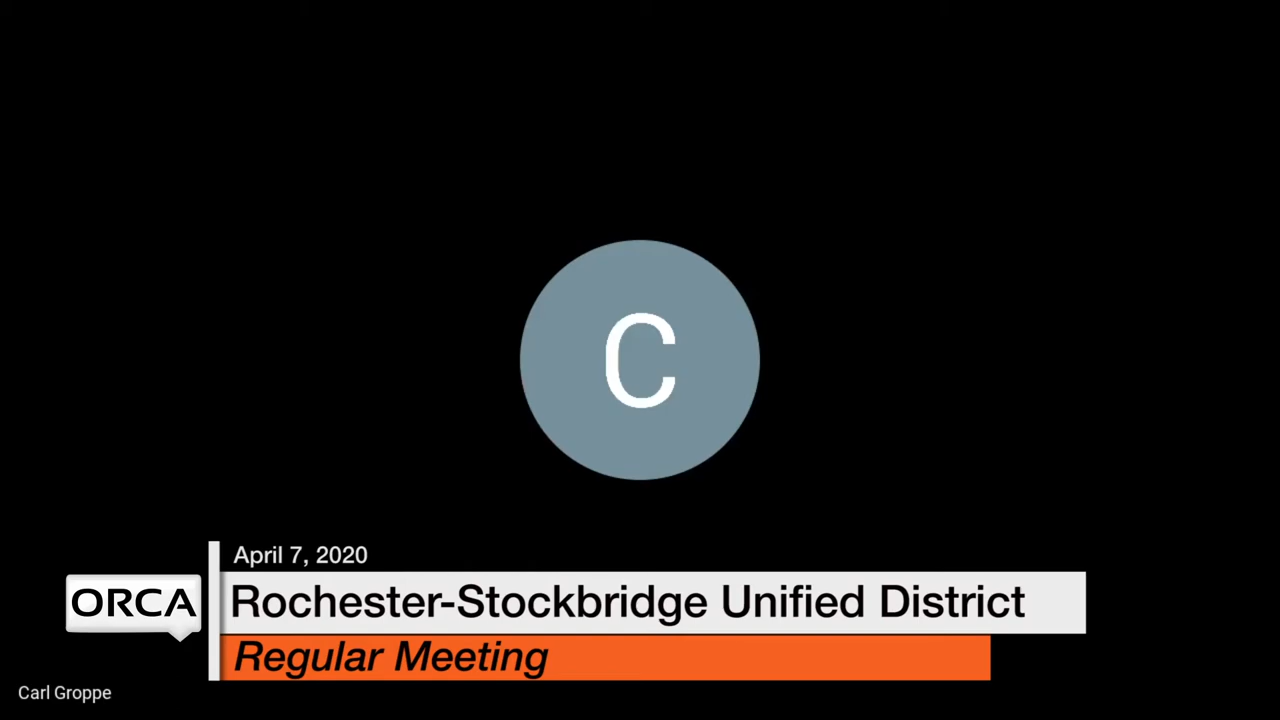 C
April 7, 2020
ORCA
Rochester-Stockbridge Unified District
Regular Meeting
Carl Groppe